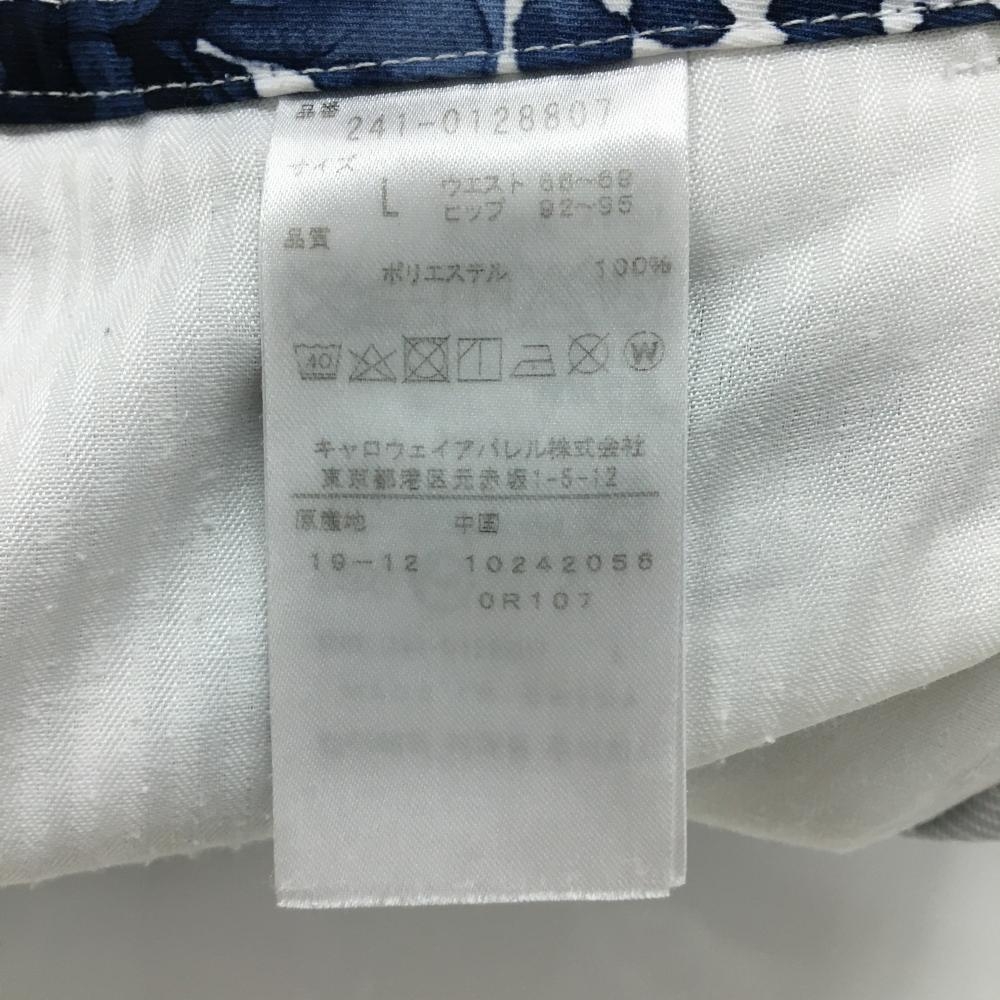 品番 241-0128807
サイズ
L ウエスト 66~69
ヒップ 92~95
品質
ポリエステル 100%
40 W
キャロウェイアパレル株式会社
東京都港区元赤坂1-5-12
原産地 中国
19-12 10242056
0R107